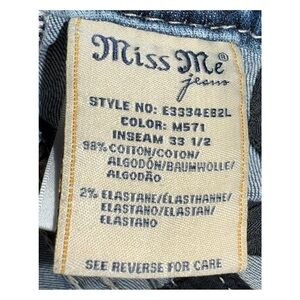 Miss Me
jeans
STYLE NO: E3334EB2L
COLOR: M571
INSEAM 33 1/2
98% COTTON/COTON/
ALGODÓN/BAUMWOLLE/
ALGODÃO
2% ELASTANE/ÉLASTHANNE/
ELASTANO/ELASTAN/
ELASTANO
SEE REVERSE FOR CARE